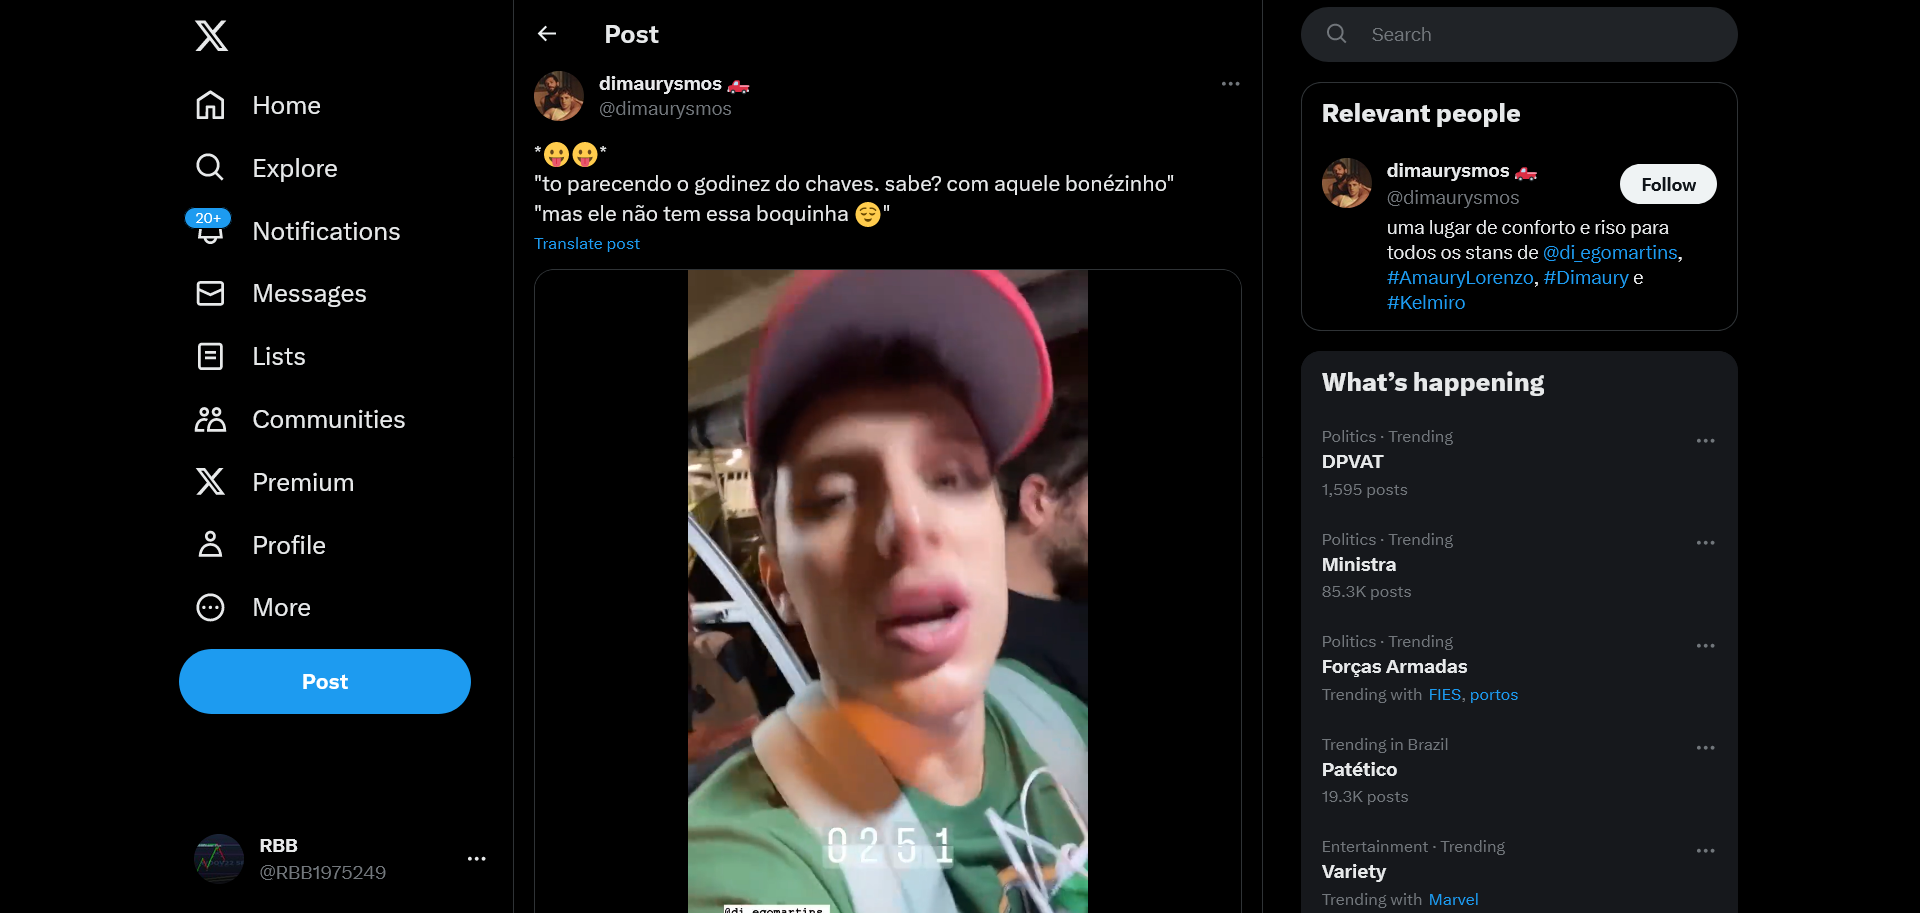 Home
Explore
20+
Notifications
Messages
Lists
Communities
Premium
Profile
More
Post
RBB
@RBB1975249
Post
dimaurysmos 🛻
@dimaurysmos
*😛😛*
"to parecendo o godinez do chaves. sabe? com aquele bonézinho"
"mas ele não tem essa boquinha 😌"
Translate post
0251
@di_egomartins
Search
Relevant people
dimaurysmos 🛻
@dimaurysmos
Follow
uma lugar de conforto e riso para
todos os stans de @di_egomartins,
#AmauryLorenzo, #Dimaury e
#Kelmiro
What’s happening
Politics · Trending
DPVAT
1,595 posts
Politics · Trending
Ministra
85.3K posts
Politics · Trending
Forças Armadas
Trending with FIES, portos
Trending in Brazil
Patético
19.3K posts
Entertainment · Trending
Variety
Trending with Marvel